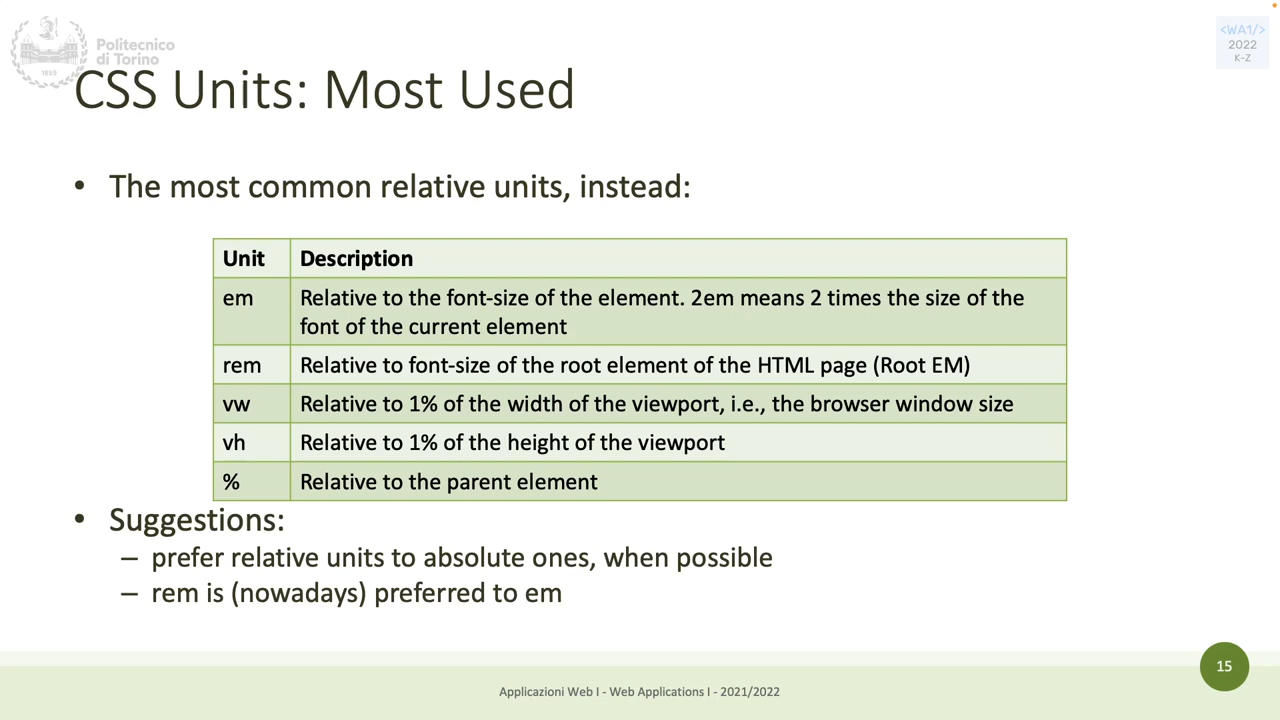 Politecnico
di Torino
1859
<WA1/>
2022
K-Z
CSS Units: Most Used
• The most common relative units, instead:
Unit Description
em Relative to the font-size of the element. 2em means 2 times the size of the
font of the current element
rem Relative to font-size of the root element of the HTML page (Root EM)
vw Relative to 1% of the width of the viewport, i.e., the browser window size
vh Relative to 1% of the height of the viewport
% Relative to the parent element
• Suggestions:
– prefer relative units to absolute ones, when possible
– rem is (nowadays) preferred to em
15
Applicazioni Web I - Web Applications I - 2021/2022